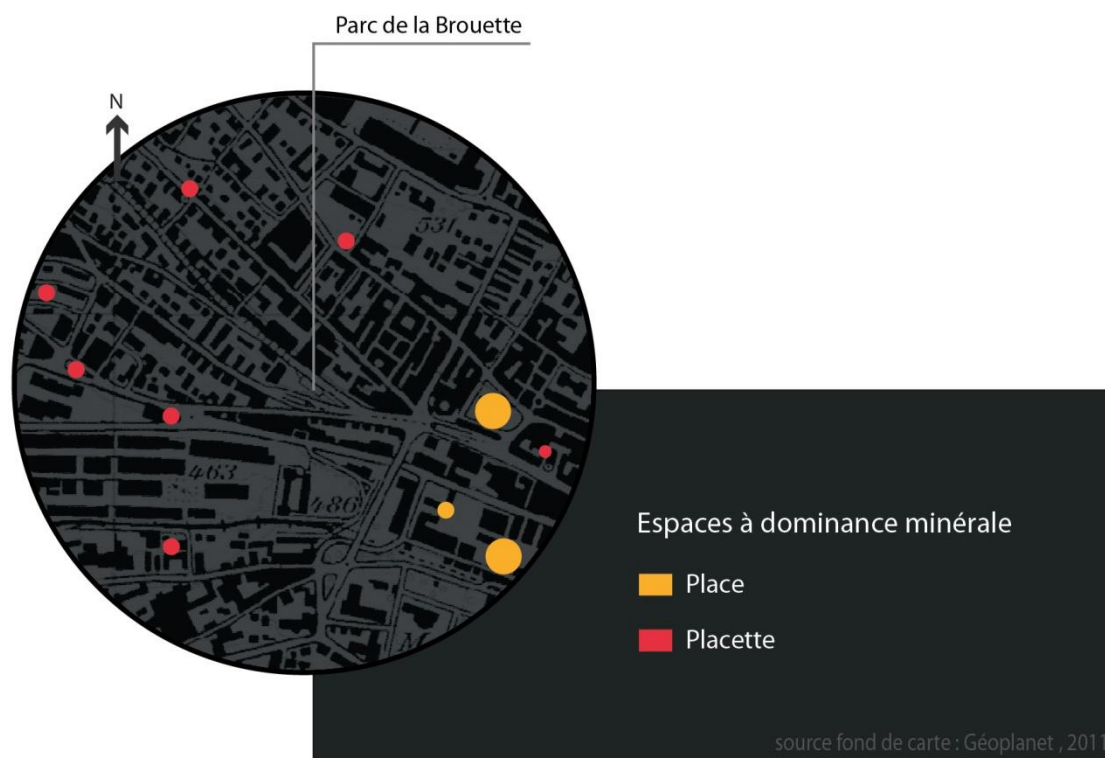 Parc de la Brouette
N
531
463
486
M
Espaces à dominance minérale
Place
Placette
source fond de carte : Géoplanet , 2011